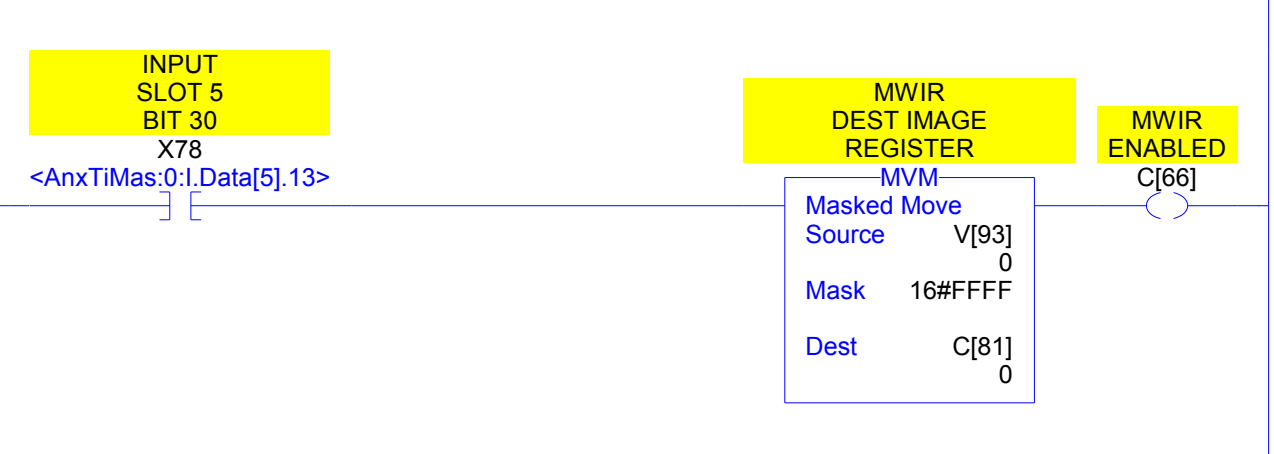 INPUT
SLOT 5
BIT 30
X78
<AnxTiMas:0:I.Data[5].13>
MWIR
DEST IMAGE
REGISTER
MVM
Masked Move
Source V[93]
0
Mask 16#FFFF
Dest C[81]
0
MWIR
ENABLED
C[66]